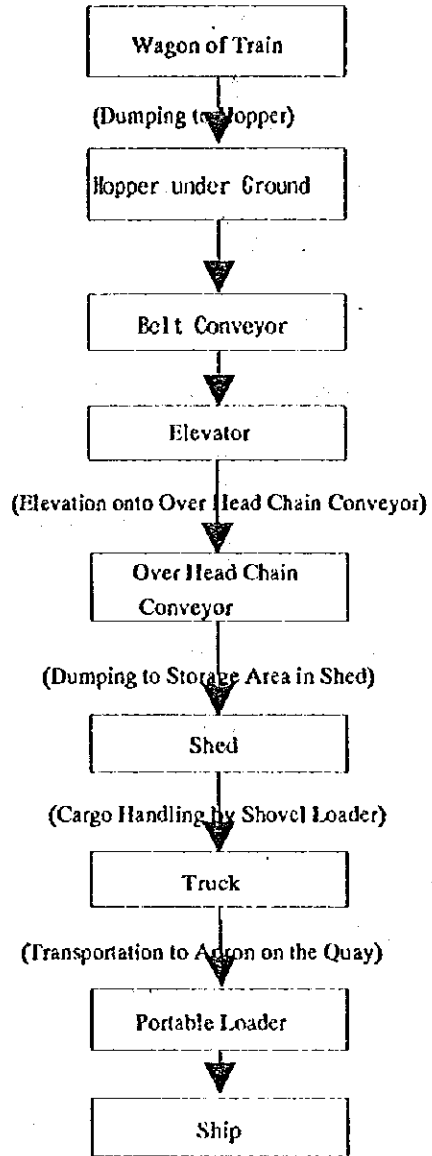 Wagon of Train
(Dumping to Hopper)
Hopper under Ground
Belt Conveyor
Elevator
(Elevation onto Over Head Chain Conveyor)
Over Head Chain
Conveyor
(Dumping to Storage Area in Shed)
Shed
(Cargo Handling by Shovel Loader)
Truck
(Transportation to Apron on the Quay)
Portable Loader
Ship